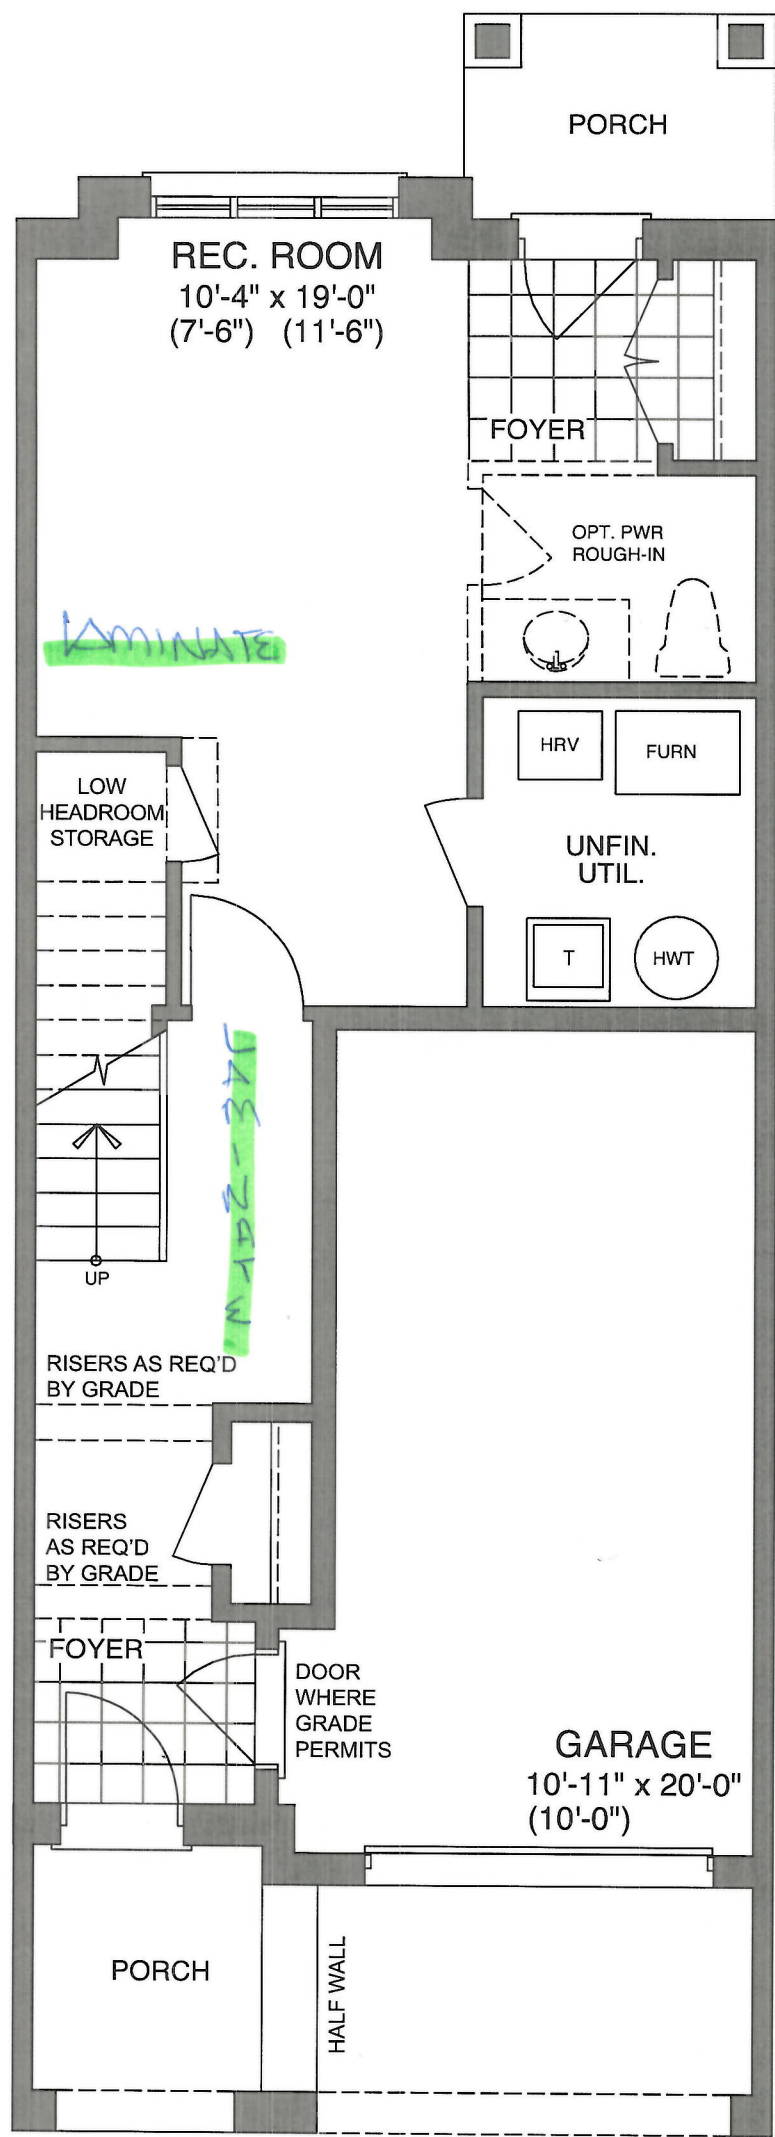 PORCH
REC. ROOM
10'-4" x 19'-0"
(7'-6") (11'-6")
FOYER
OPT. PWR
ROUGH-IN
LAMINATE
HRV
FURN
LOW
HEADROOM
STORAGE
UNFIN.
UTIL.
T
HWT
UP
RISERS AS REQ'D
BY GRADE
RISERS
AS REQ'D
BY GRADE
FOYER
DOOR
WHERE
GRADE
PERMITS
GARAGE
10'-11" x 20'-0"
(10'-0")
PORCH
HALF WALL